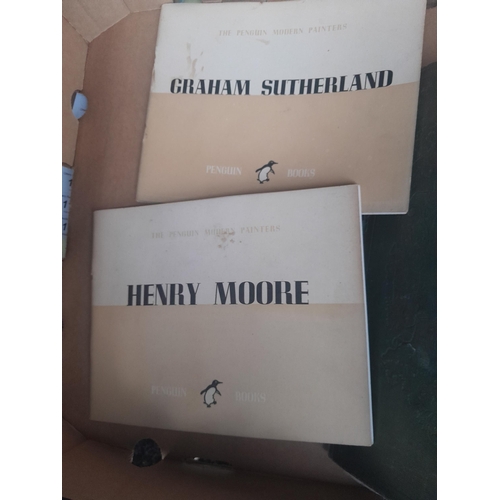 THE PENGUIN MODERN PAINTERS
GRAHAM SUTHERLAND
PENGUIN BOOKS
THE PENGUIN MODERN PAINTERS
HENRY MOORE
PENGUIN BOOKS